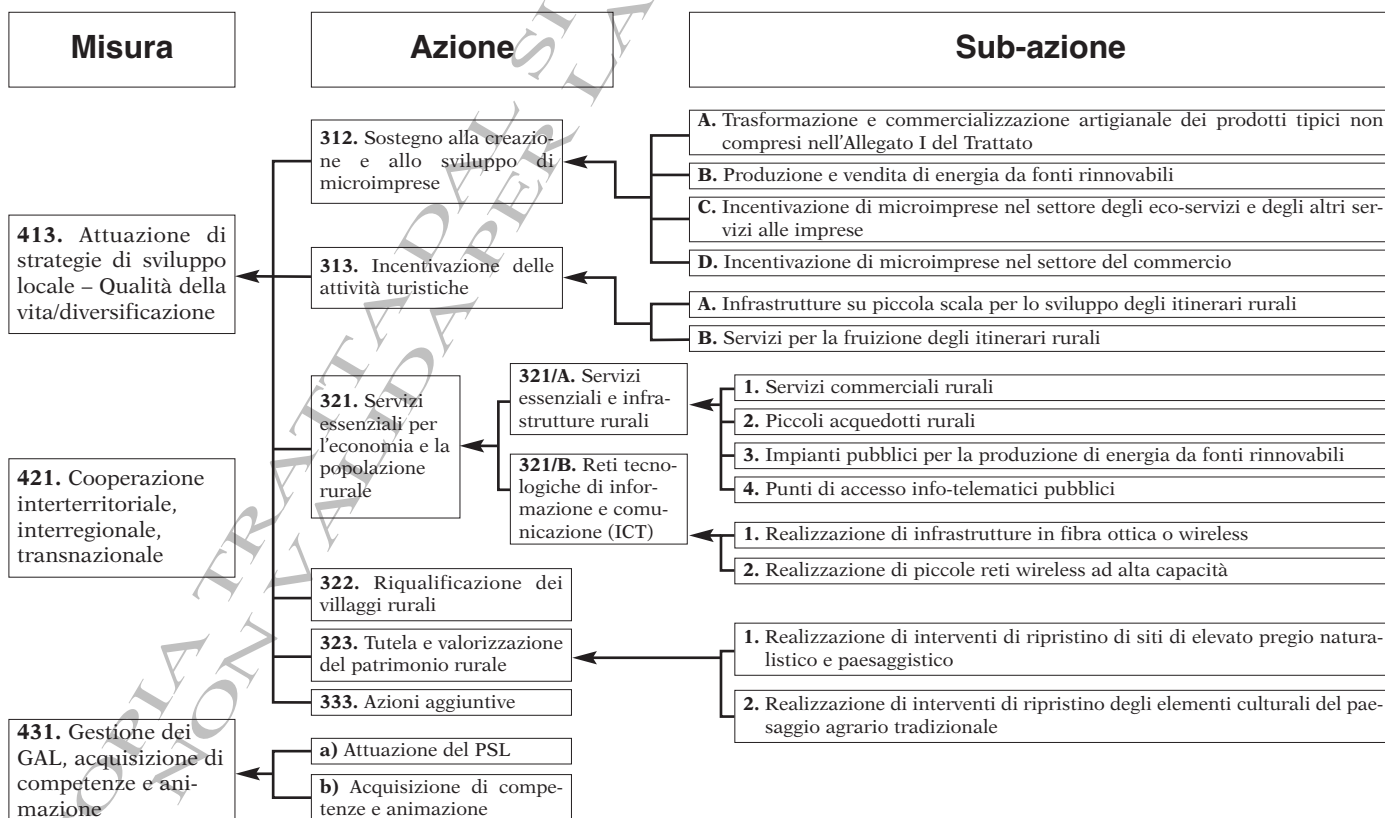 Misura
Azione
Sub-azione
413. Attuazione di
strategie di sviluppo
locale – Qualità della
vita/diversificazione
421. Cooperazione
interterritoriale,
interregionale,
transnazionale
431. Gestione dei
GAL, acquisizione di
competenze e ani-
mazione
312. Sostegno alla creazio-
ne e allo sviluppo di
microimprese
313. Incentivazione delle
attività turistiche
321. Servizi
essenziali per
l'economia e la
popolazione
rurale
321/A. Servizi
essenziali e infra-
strutture rurali
321/B. Reti tecno-
logiche di infor-
mazione e comu-
nicazione (ICT)
322. Riqualificazione dei
villaggi rurali
323. Tutela e valorizzazione
del patrimonio rurale
333. Azioni aggiuntive
a) Attuazione del PSL
b) Acquisizione di compe-
tenze e animazione
A. Trasformazione e commercializzazione artigianale dei prodotti tipici non
compresi nell'Allegato I del Trattato
B. Produzione e vendita di energia da fonti rinnovabili
C. Incentivazione di microimprese nel settore degli eco-servizi e degli altri ser-
vizi alle imprese
D. Incentivazione di microimprese nel settore del commercio
A. Infrastrutture su piccola scala per lo sviluppo degli itinerari rurali
B. Servizi per la fruizione degli itinerari rurali
1. Servizi commerciali rurali
2. Piccoli acquedotti rurali
3. Impianti pubblici per la produzione di energia da fonti rinnovabili
4. Punti di accesso info-telematici pubblici
1. Realizzazione di infrastrutture in fibra ottica o wireless
2. Realizzazione di piccole reti wireless ad alta capacità
1. Realizzazione di interventi di ripristino di siti di elevato pregio natura-
listico e paesaggistico
2. Realizzazione di interventi di ripristino degli elementi culturali del pae-
saggio agrario tradizionale
OPIA TRATTA DAL SI
NON VALIDA PER LA